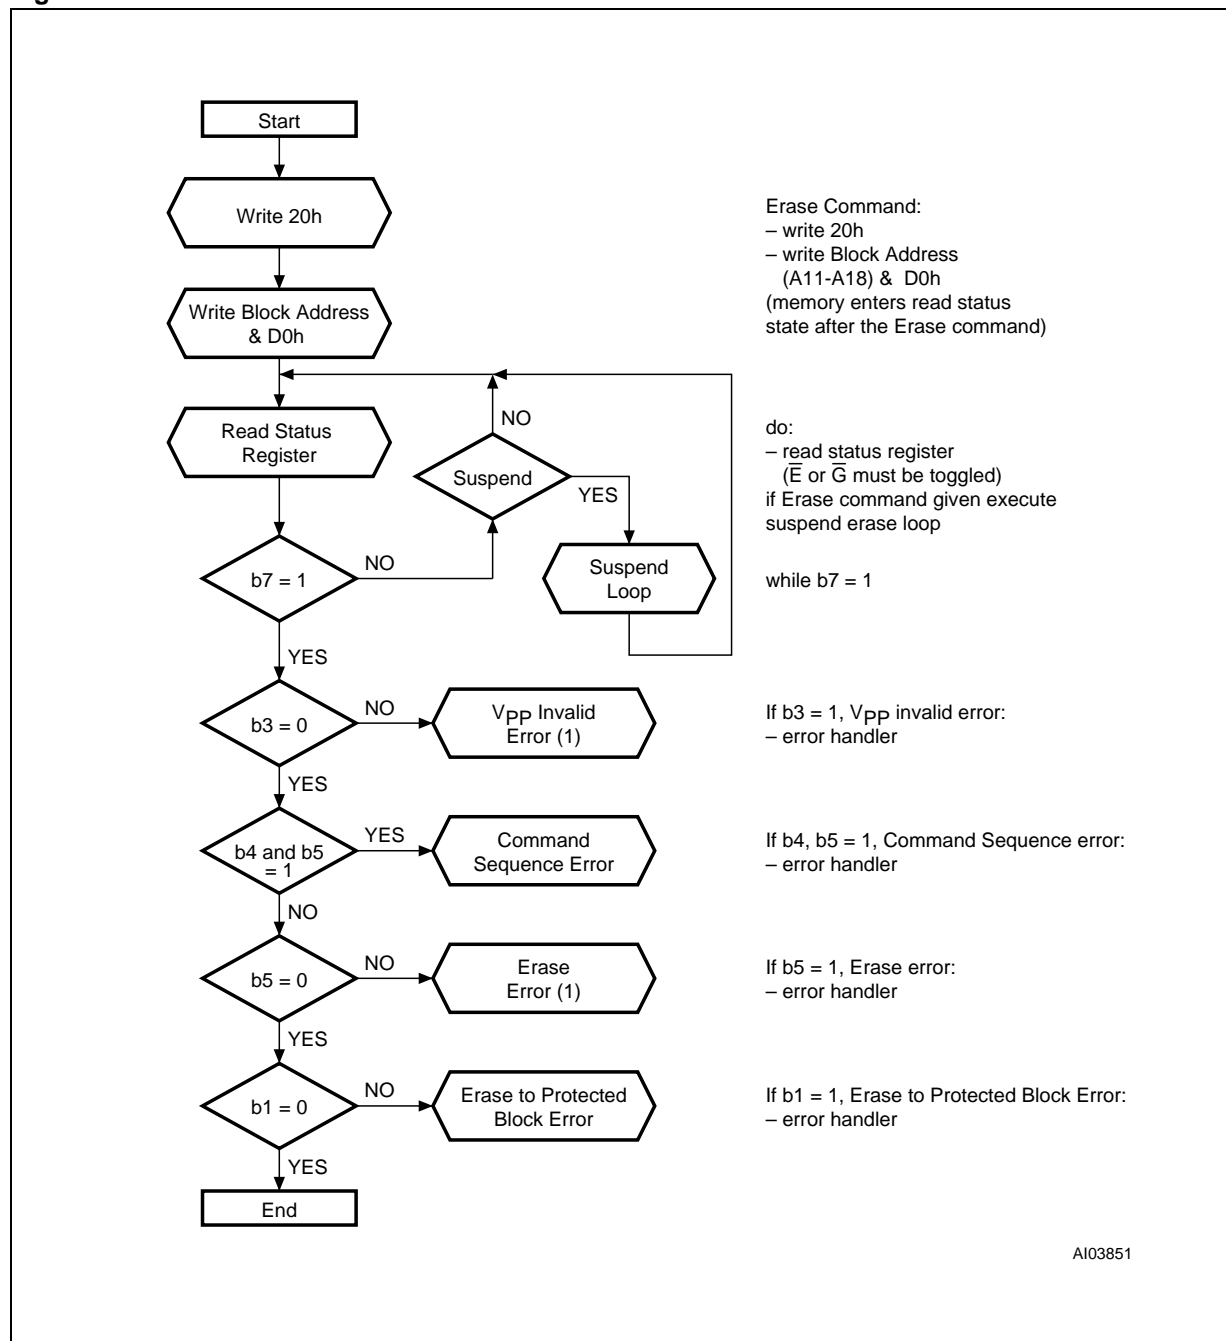 Start
Write 20h
Write Block Address
& D0h
Read Status
Register
NO
Suspend
YES
Suspend
Loop
b7 = 1
NO
YES
b3 = 0
NO
VPP Invalid
Error (1)
YES
b4 and b5
= 1
YES
Command
Sequence Error
NO
b5 = 0
NO
Erase
Error (1)
YES
b1 = 0
NO
Erase to Protected
Block Error
YES
End
Erase Command:
– write 20h
– write Block Address
(A11-A18) & D0h
(memory enters read status
state after the Erase command)
do:
– read status register
(E̅ or G̅ must be toggled)
if Erase command given execute
suspend erase loop
while b7 = 1
If b3 = 1, VPP invalid error:
– error handler
If b4, b5 = 1, Command Sequence error:
– error handler
If b5 = 1, Erase error:
– error handler
If b1 = 1, Erase to Protected Block Error:
– error handler
AI03851